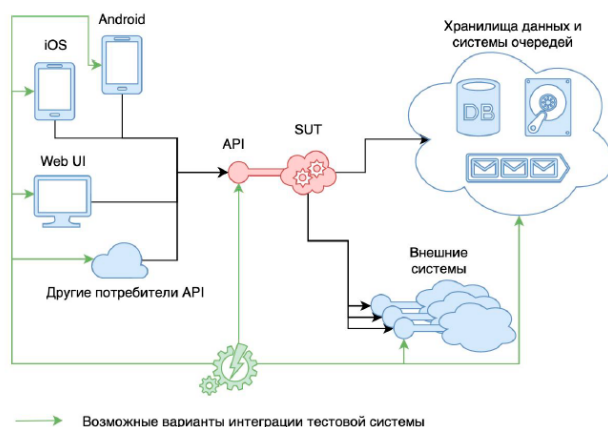 Android
iOS
Хранилища данных и
системы очередей
DB
API
SUT
Web UI
Внешние
системы
Другие потребители API
Возможные варианты интеграции тестовой системы